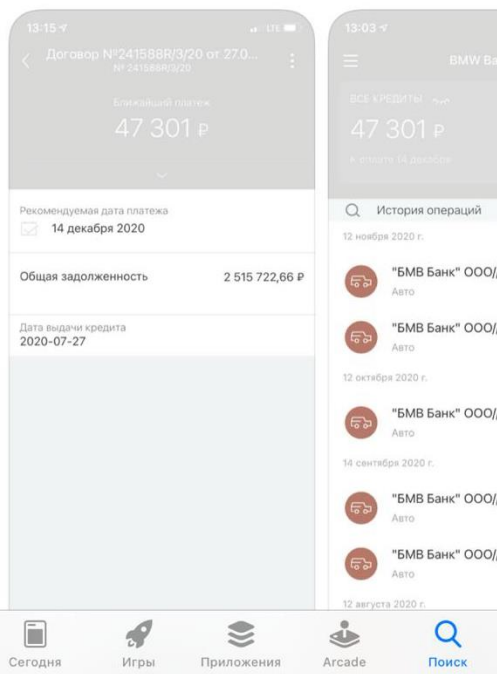 13:15
LTE
Договор №241588R/3/20 от 27.0...
№ 241588R/3/20
Ближайший платеж
47 301 ₽
Рекомендуемая дата платежа
14 декабря 2020
Общая задолженность 2 515 722,66 ₽
Дата выдачи кредита
2020-07-27
13:03
BMW Ba
ВСЕ КРЕДИТЫ
47 301 ₽
к оплате 14 декабря
История операций
12 ноября 2020 г.
"БМВ Банк" ООО/
Авто
"БМВ Банк" ООО/
Авто
12 октября 2020 г.
"БМВ Банк" ООО/
Авто
14 сентября 2020 г.
"БМВ Банк" ООО/
Авто
"БМВ Банк" ООО/
Авто
12 августа 2020 г.
Сегодня Игры Приложения Arcade Поиск